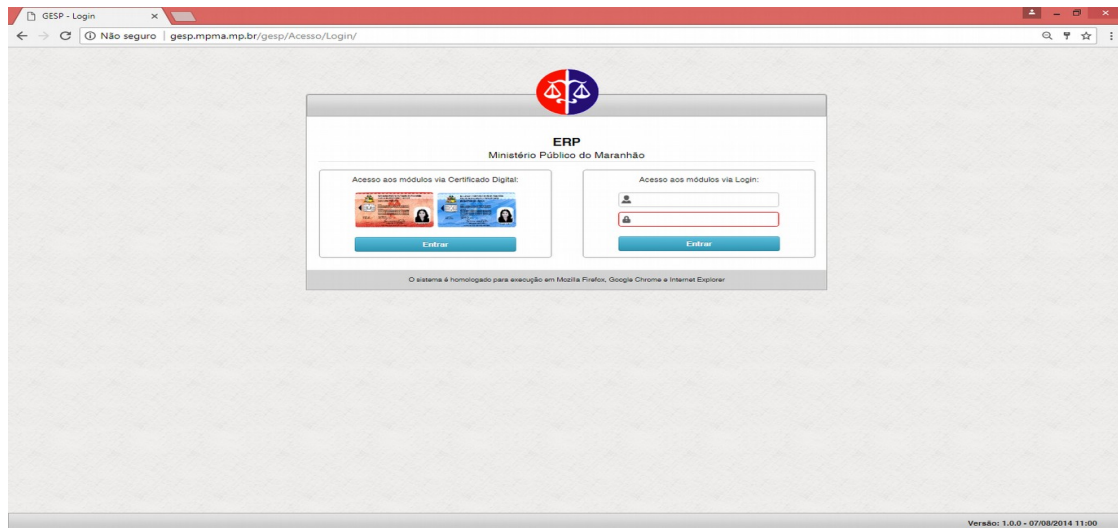 GESP - Login
Não seguro | gesp.mpma.mp.br/gesp/Acesso/Login/
ERP
Ministério Público do Maranhão
Acesso aos módulos via Certificado Digital:
Entrar
Acesso aos módulos via Login:
Entrar
O sistema é homologado para execução em Mozilla Firefox, Google Chrome e Internet Explorer
Versão: 1.0.0 - 07/08/2014 11:00